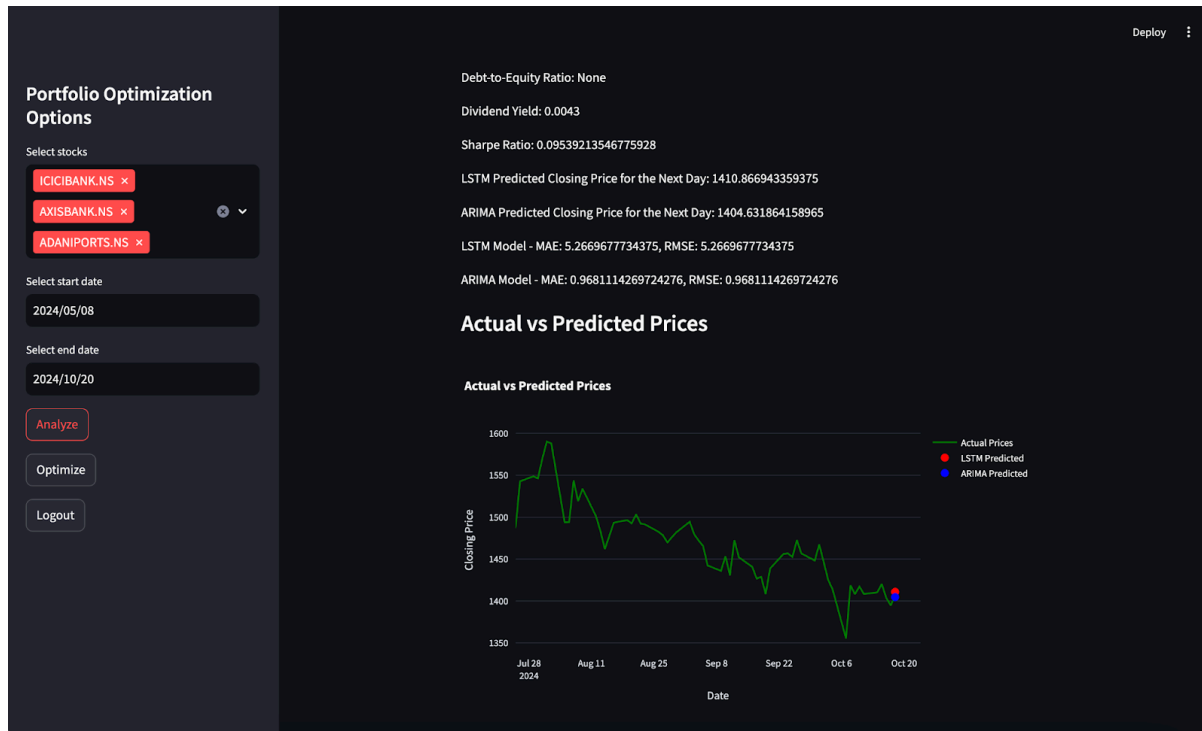 Deploy
Portfolio Optimization
Options
Select stocks
ICICIBANK.NS ×
AXISBANK.NS ×
ADANIPORTS.NS ×
Select start date
2024/05/08
Select end date
2024/10/20
Analyze
Optimize
Logout
Debt-to-Equity Ratio: None
Dividend Yield: 0.0043
Sharpe Ratio: 0.09539213546775928
LSTM Predicted Closing Price for the Next Day: 1410.866943359375
ARIMA Predicted Closing Price for the Next Day: 1404.631864158965
LSTM Model - MAE: 5.2669677734375, RMSE: 5.2669677734375
ARIMA Model - MAE: 0.9681114269724276, RMSE: 0.9681114269724276
Actual vs Predicted Prices
Actual vs Predicted Prices
1600
1550
1500
1450
1400
1350
Closing Price
Jul 28
2024
Aug 11
Aug 25
Sep 8
Sep 22
Oct 6
Oct 20
Date
Actual Prices
LSTM Predicted
ARIMA Predicted